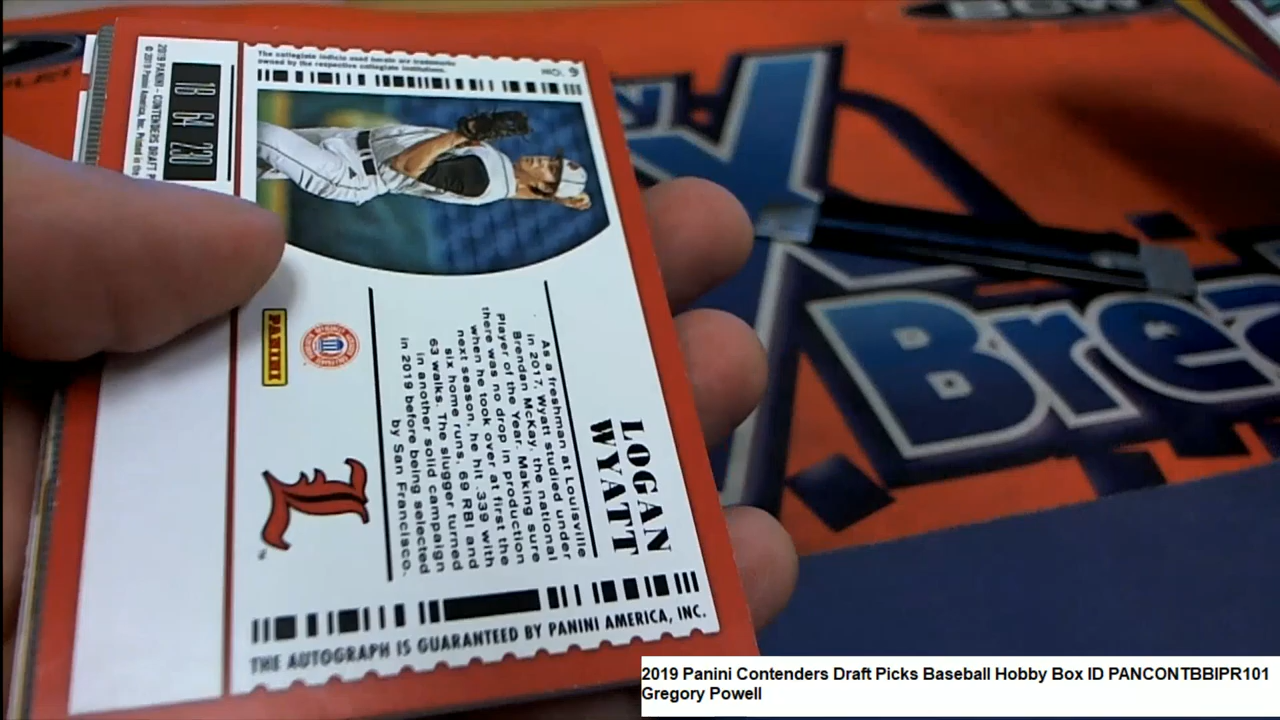 The collegiate indicia used herein are trademarks
owned by the respective collegiate institutions.
NO. 9
2019 PANINI - CONTENDERS DRAFT
© 2019 Panini America, Inc. Printed in the
18 64 230
LOGAN
WYATT
As a freshman at Louisville
in 2017, Wyatt studied under
Brendan McKay, the national
Player of the Year. Making sure
there was no drop in production
when he took over at first the
next season, he hit .339 with
six home runs, 69 RBI and
63 walks. The slugger turned
in another solid campaign
in 2019 before being selected
by San Francisco.
PANINI
L
THE AUTOGRAPH IS GUARANTEED BY PANINI AMERICA, INC.
Brea
2019 Panini Contenders Draft Picks Baseball Hobby Box ID PANCONTBBIPR101
Gregory Powell